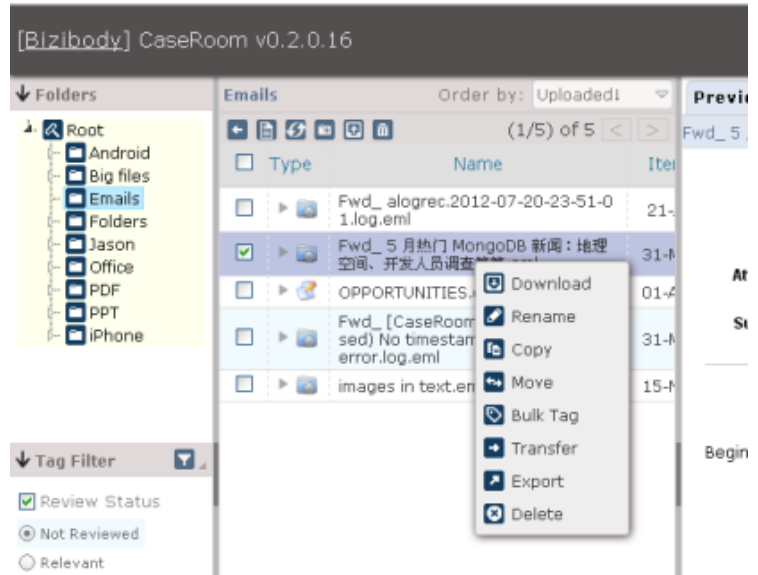 [Bizibody] CaseRoom v0.2.0.16
Folders
Root
Android
Big files
Emails
Folders
Jason
Office
PDF
PPT
iPhone
Tag Filter
Review Status
Not Reviewed
Relevant
Emails Order by: Uploaded↓
(1/5) of 5 < >
Type Name
Fwd_ alogrec.2012-07-20-23-51-0
1.log.eml
21-
Fwd_ 5 月热门 MongoDB 新闻：地理
空间、开发人员调查
31-
OPPORTUNITIES.
01-
Fwd_ [CaseRoom
sed) No timestam
error.log.eml
31-
images in text.em
15-
Download
Rename
Copy
Move
Bulk Tag
Transfer
Export
Delete
Fwd_ 5
Begin